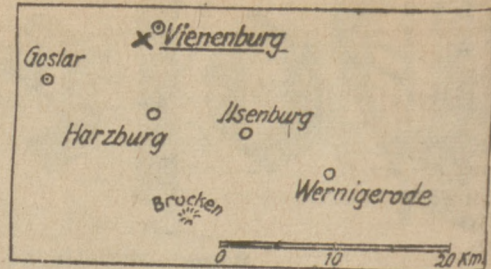 Vienenburg
Goslar
Harzburg
Ilsenburg
Wernigerode
Brocken
0 10 20 Km.